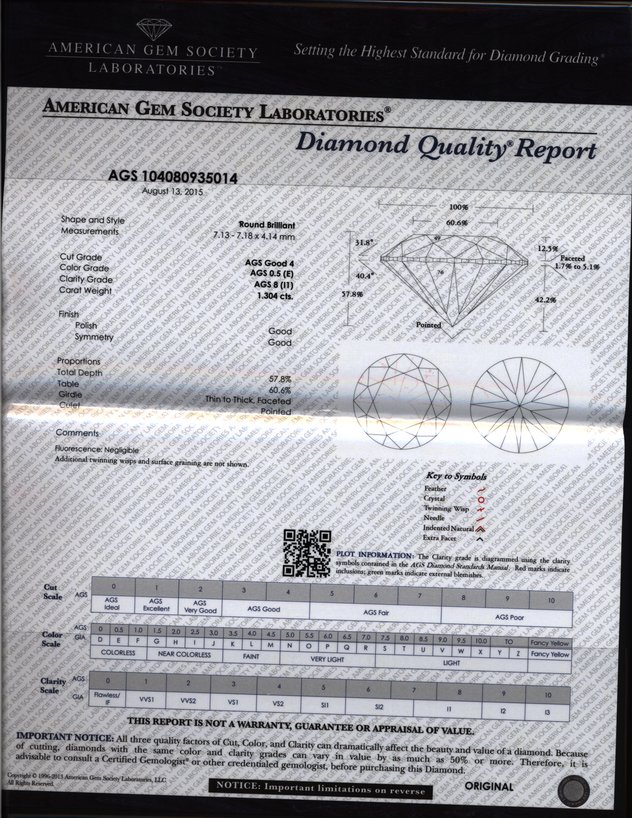 AMERICAN GEM SOCIETY
LABORATORIES
Setting the Highest Standard for Diamond Grading®
AMERICAN GEM SOCIETY LABORATORIES®
Diamond Quality® Report
AGS 104080935014
August 13, 2015
Shape and Style Round Brilliant
Measurements 7.13 - 7.18 x 4.14 mm
Cut Grade AGS Good 4
Color Grade AGS 0.5 (E)
Clarity Grade AGS 8 (I1)
Carat Weight 1.304 cts.
Finish
Polish Good
Symmetry Good
Proportions
Total Depth 57.8%
Table 60.6%
Girdle Thin to Thick, Faceted
Culet Pointed
Comments
Fluorescence: Negligible
Additional twinning wisps and surface graining are not shown.
100%
60.6%
31.8°
49
12.5%
Faceted
1.7% to 5.1%
40.4°
76
57.8%
42.2%
Pointed
Key to Symbols
Feather
Crystal
Twinning Wisp
Needle
Indented Natural
Extra Facet
PLOT INFORMATION: The Clarity grade is diagrammed using the clarity
symbols contained in the AGS Diamond Standards Manual. Red marks indicate
inclusions; green marks indicate external blemishes.
Cut Scale
AGS 0 1 2 3 4 5 6 7 8 9 10
AGS Ideal AGS Excellent AGS Very Good AGS Good AGS Fair AGS Poor
Color Scale
AGS 0 0.5 1.0 1.5 2.0 2.5 3.0 3.5 4.0 4.5 5.0 5.5 6.0 6.5 7.0 7.5 8.0 8.5 9.0 9.5 10.0 TO Fancy Yellow
GIA D E F G H I J K L M N O P Q R S T U V W X Y Z Fancy Yellow
COLORLESS NEAR COLORLESS FAINT VERY LIGHT LIGHT
Clarity Scale
AGS 0 1 2 3 4 5 6 7 8 9 10
GIA Flawless/ IF VVS1 VVS2 VS1 VS2 SI1 SI2 I1 I2 I3
THIS REPORT IS NOT A WARRANTY, GUARANTEE OR APPRAISAL OF VALUE.
IMPORTANT NOTICE: All three quality factors of Cut, Color, and Clarity can dramatically affect the beauty and value of a diamond. Because
of cutting, diamonds with the same color and clarity grades can vary in value by as much as 50% or more. Therefore, it is
advisable to consult a Certified Gemologist® or other credentialed gemologist, before purchasing this Diamond.
Copyright © 1996-2015 American Gem Society Laboratories, LLC
All Rights Reserved.
NOTICE: Important limitations on reverse
ORIGINAL